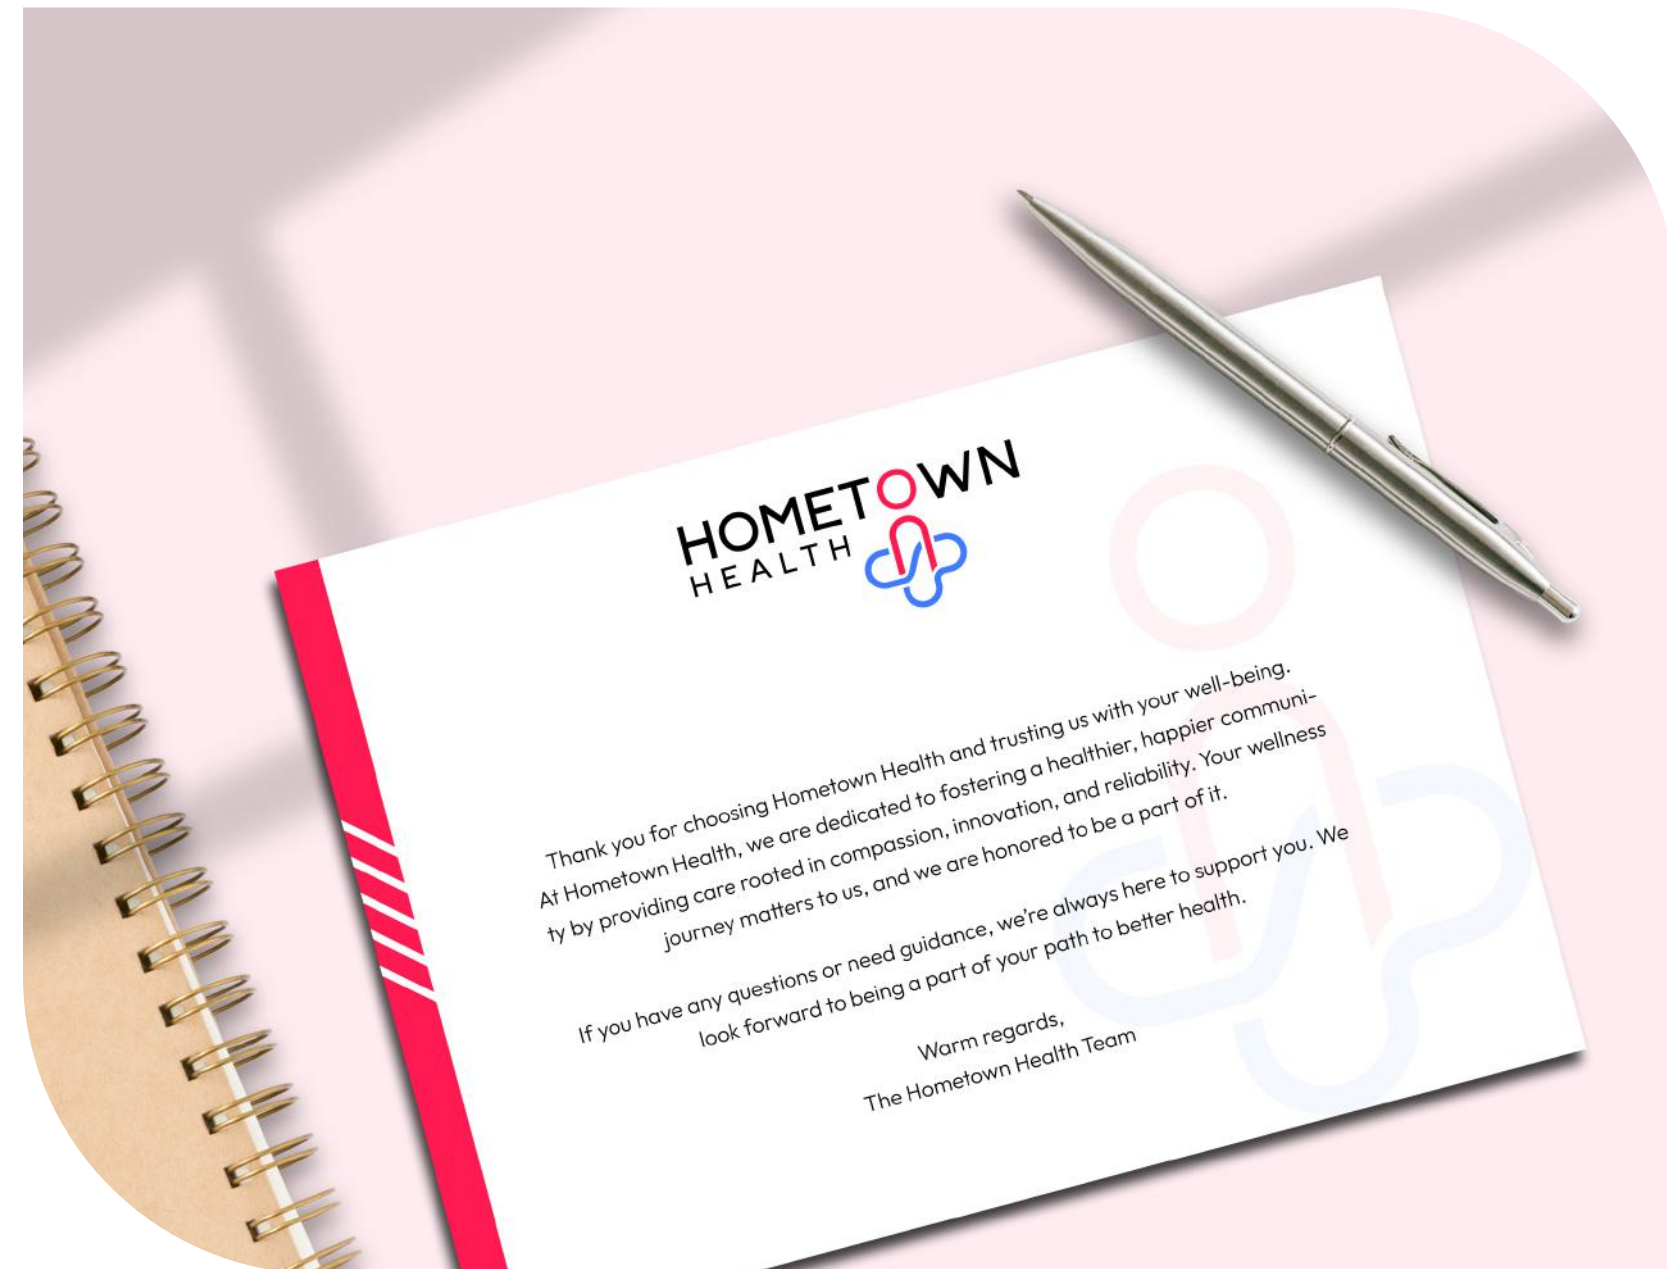 HOMETOWN
HEALTH
Thank you for choosing Hometown Health and trusting us with your well-being.
At Hometown Health, we are dedicated to fostering a healthier, happier communi-
ty by providing care rooted in compassion, innovation, and reliability. Your wellness
journey matters to us, and we are honored to be a part of it.
If you have any questions or need guidance, we're always here to support you. We
look forward to being a part of your path to better health.
Warm regards,
The Hometown Health Team